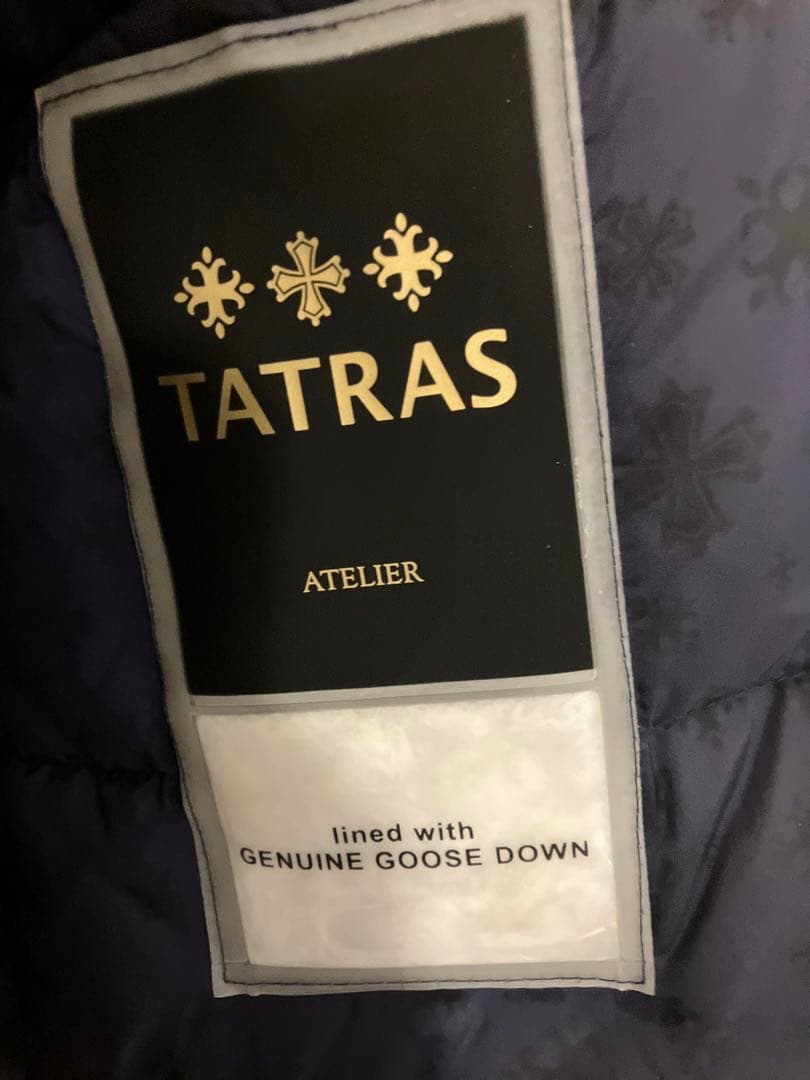 TATRAS
ATELIER
lined with
GENUINE GOOSE DOWN